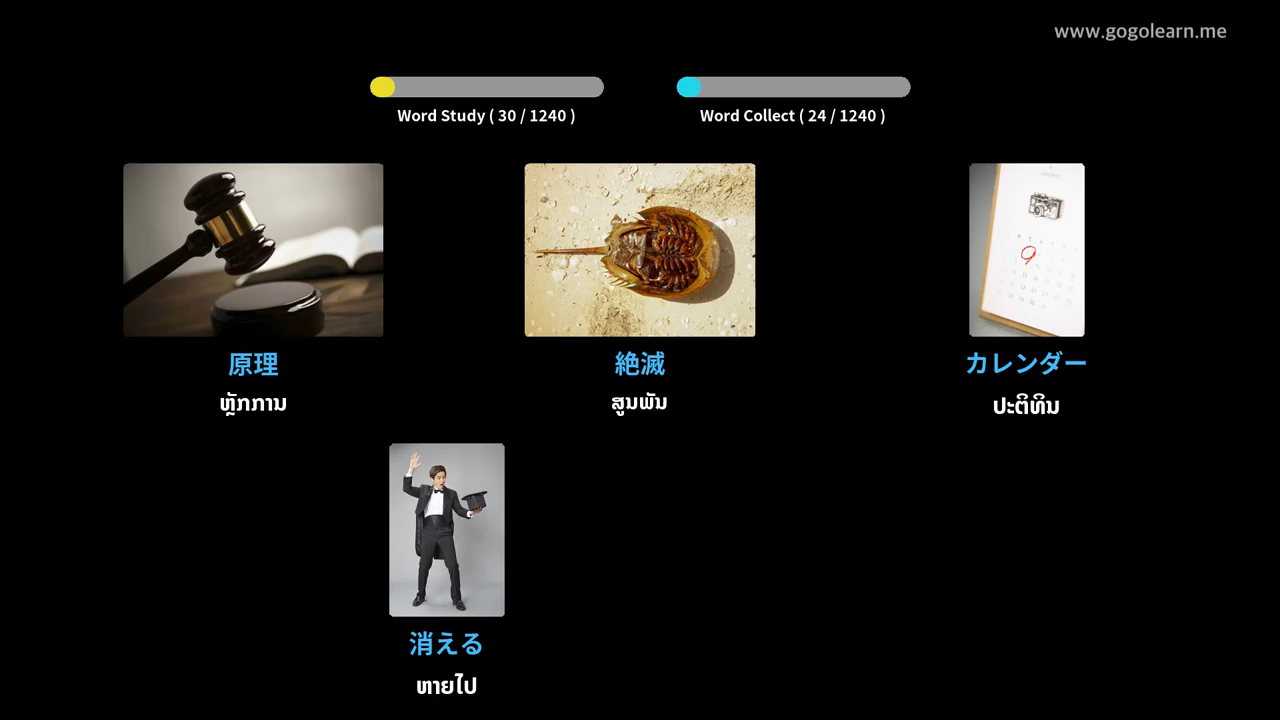 www.gogolearn.me
Word Study ( 30 / 1240 )
Word Collect ( 24 / 1240 )
原理
ຫຼັກການ
絶滅
ສູນພັນ
カレンダー
ປະຕິທິນ
消える
ຫາຍໄປ